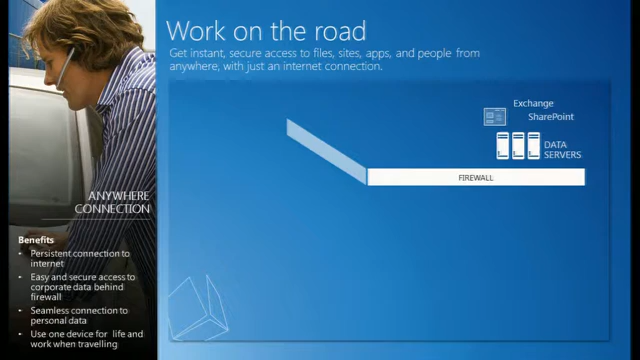 Work on the road
Get instant, secure access to files, sites, apps, and people from
anywhere, with just an internet connection.
Exchange
SharePoint
DATA
SERVERS
FIREWALL
ANYWHERE
CONNECTION
Benefits
• Persistent connection to
internet
• Easy and secure access to
corporate data behind
firewall
• Seamless connection to
personal data
• Use one device for life and
work when travelling